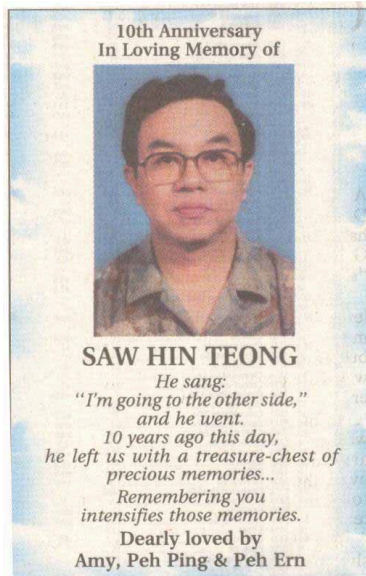 10th Anniversary
In Loving Memory of
SAW HIN TEONG
He sang:
"I'm going to the other side,"
and he went.
10 years ago this day,
he left us with a treasure-chest of
precious memories...
Remembering you
intensifies those memories.
Dearly loved by
Amy, Peh Ping & Peh Ern